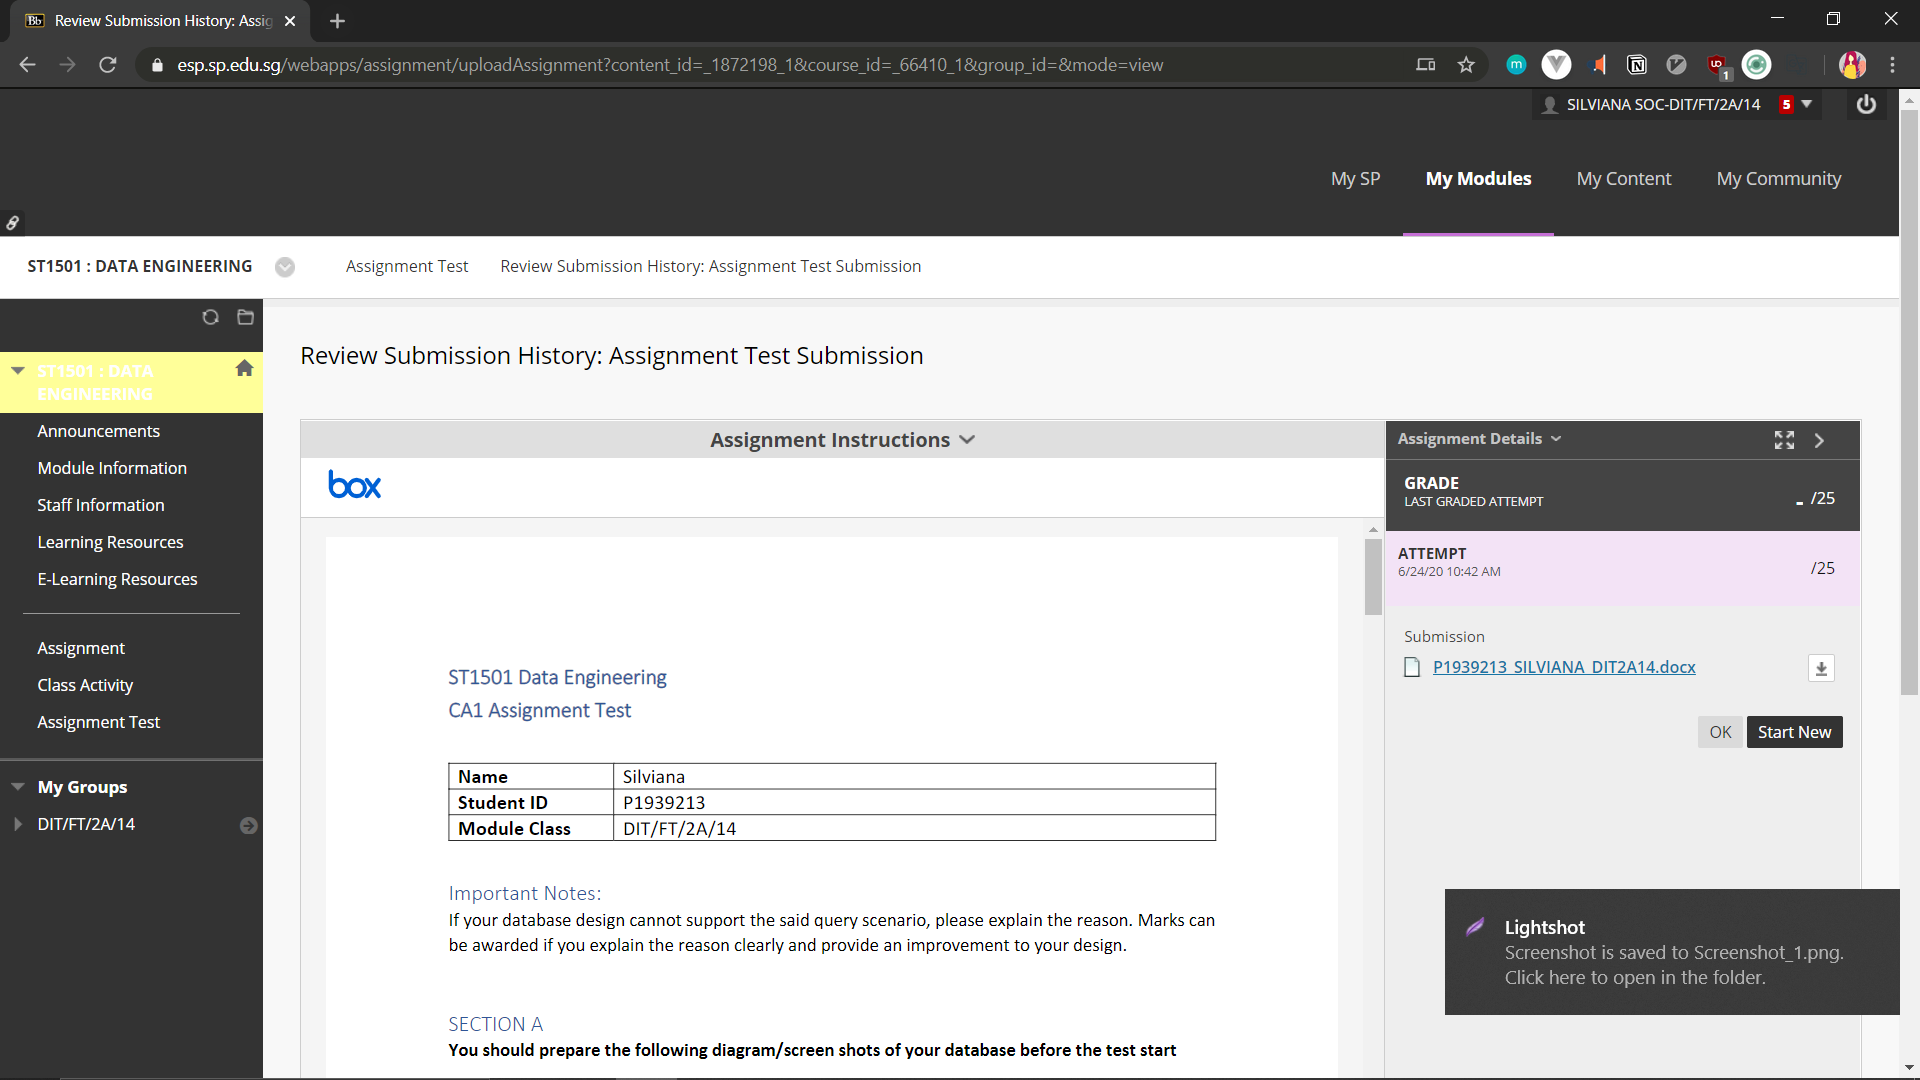 Bb Review Submission History: Assig
esp.sp.edu.sg/webapps/assignment/uploadAssignment?content_id=_1872198_1&course_id=_66410_1&group_id=&mode=view
SILVIANA SOC-DIT/FT/2A/14 5
My SP My Modules My Content My Community
ST1501 : DATA ENGINEERING Assignment Test Review Submission History: Assignment Test Submission
ST1501 : DATA
ENGINEERING
Announcements
Module Information
Staff Information
Learning Resources
E-Learning Resources
Assignment
Class Activity
Assignment Test
My Groups
DIT/FT/2A/14
Review Submission History: Assignment Test Submission
Assignment Instructions
box
ST1501 Data Engineering
CA1 Assignment Test
Name Silviana
Student ID P1939213
Module Class DIT/FT/2A/14
Important Notes:
If your database design cannot support the said query scenario, please explain the reason. Marks can
be awarded if you explain the reason clearly and provide an improvement to your design.
SECTION A
You should prepare the following diagram/screen shots of your database before the test start
Assignment Details
GRADE
LAST GRADED ATTEMPT
- /25
ATTEMPT
6/24/20 10:42 AM
/25
Submission
P1939213_SILVIANA_DIT2A14.docx
OK Start New
Lightshot
Screenshot is saved to Screenshot_1.png.
Click here to open in the folder.